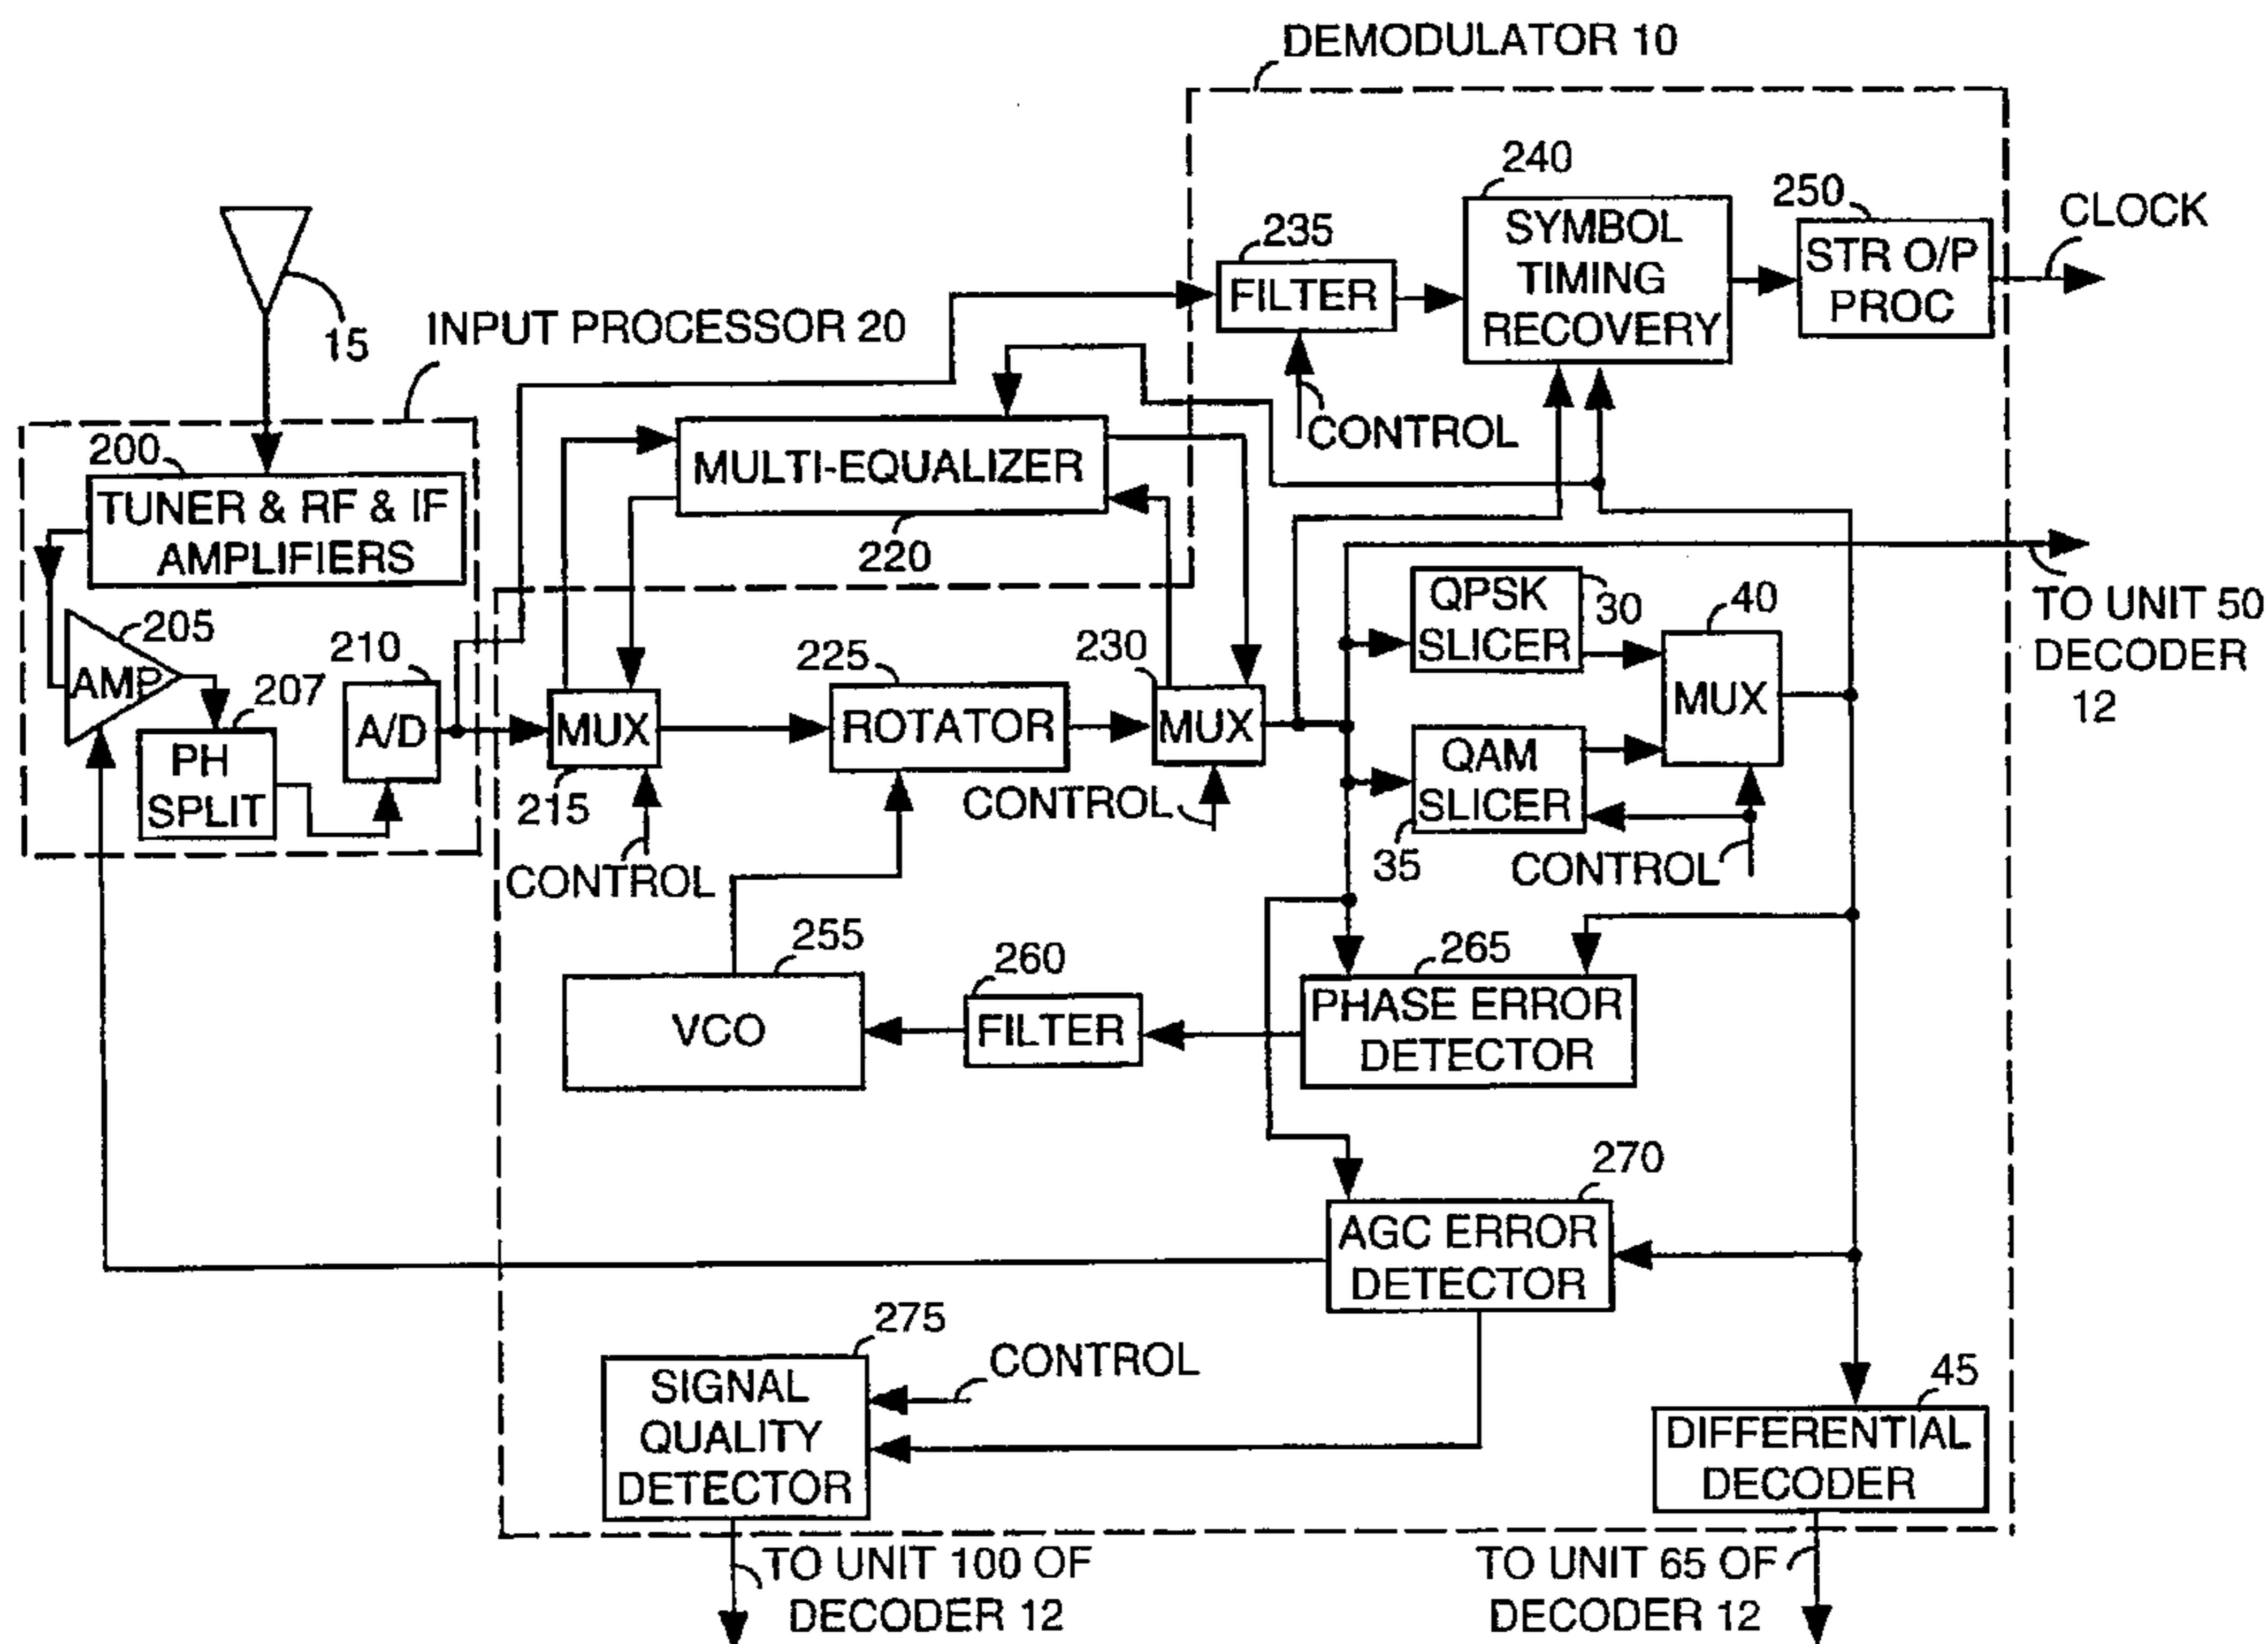 DEMODULATOR 10
240
SYMBOL
TIMING
RECOVERY
250
STR O/P
PROC
CLOCK
235
FILTER
CONTROL
15
INPUT PROCESSOR 20
200
TUNER & RF & IF
AMPLIFIERS
MULTI-EQUALIZER
220
205
AMP
207
PH
SPLIT
210
A/D
MUX
215
CONTROL
225
ROTATOR
230
MUX
CONTROL
QPSK
SLICER
30
QAM
SLICER
35
40
MUX
CONTROL
TO UNIT 50
DECODER
12
255
VCO
260
FILTER
265
PHASE ERROR
DETECTOR
270
AGC ERROR
DETECTOR
275
SIGNAL
QUALITY
DETECTOR
CONTROL
45
DIFFERENTIAL
DECODER
TO UNIT 100 OF
DECODER 12
TO UNIT 65 OF
DECODER 12